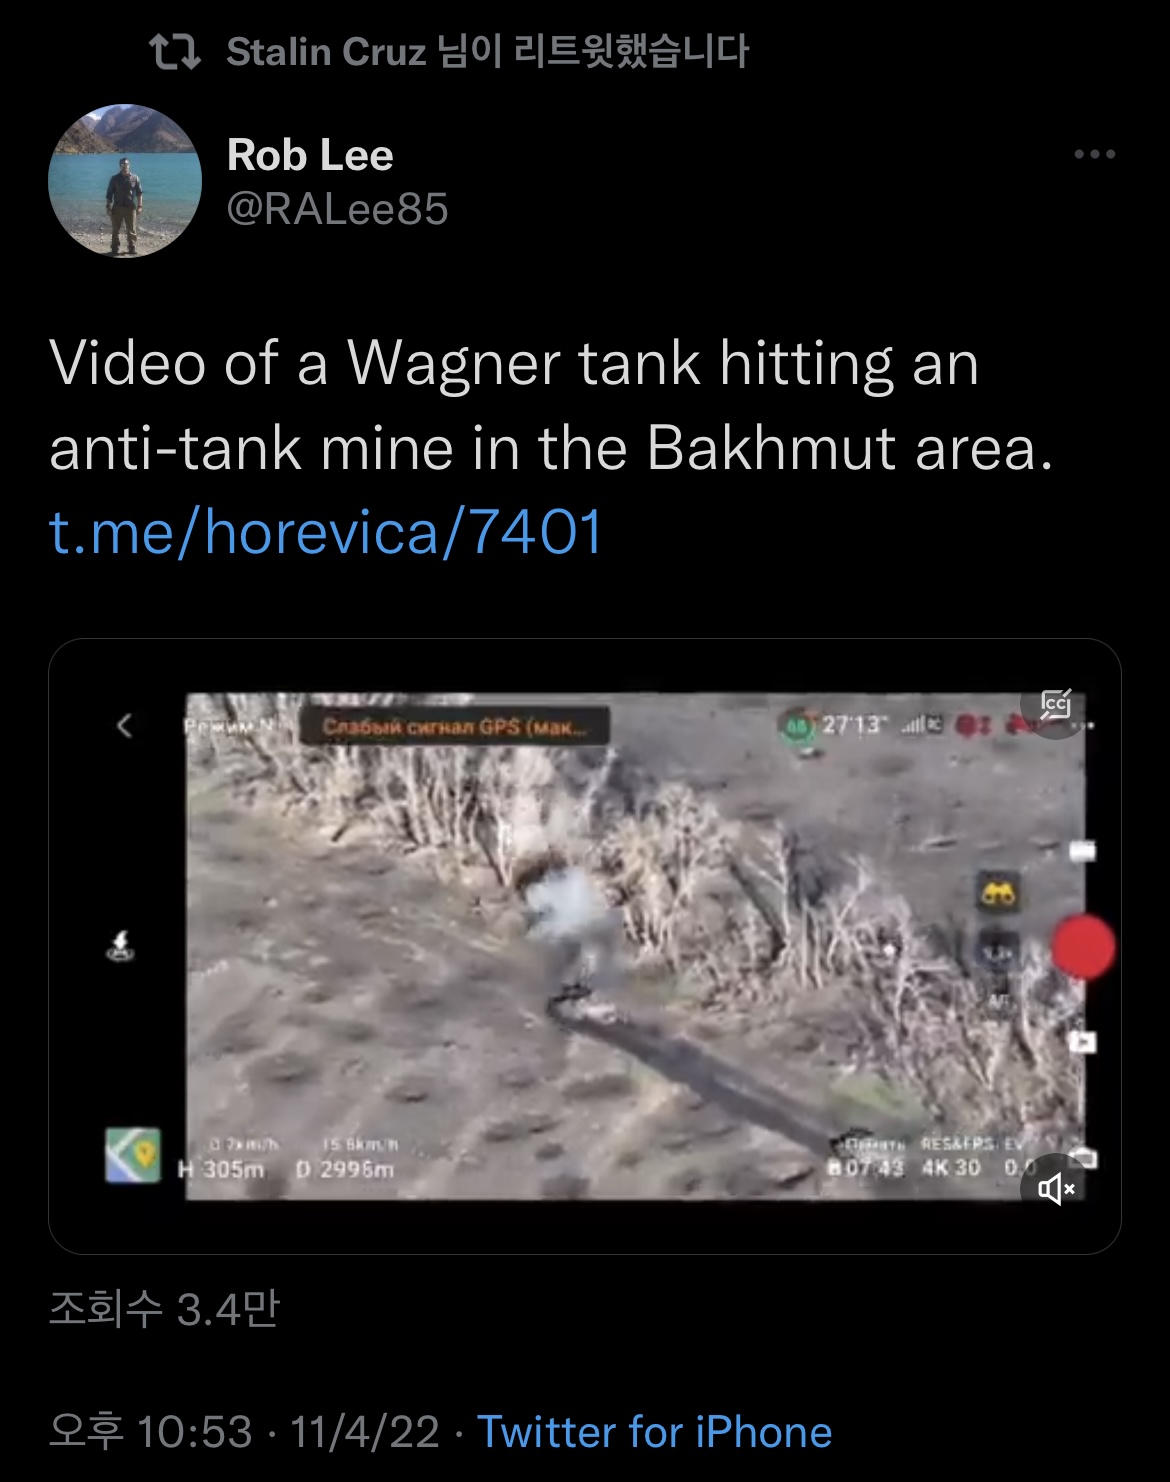 Stalin Cruz 님이 리트윗했습니다
Rob Lee
@RALee85
Video of a Wagner tank hitting an
anti-tank mine in the Bakhmut area.
t.me/horevica/7401
Режим N
Слабый сигнал GPS (мак...
68
27'13"
CC
15.6km/h
H 305m D 2996m
Память RES&FPS EV
07:43 4K 30 0.0
조회수 3.4만
오후 10:53 · 11/4/22 · Twitter for iPhone